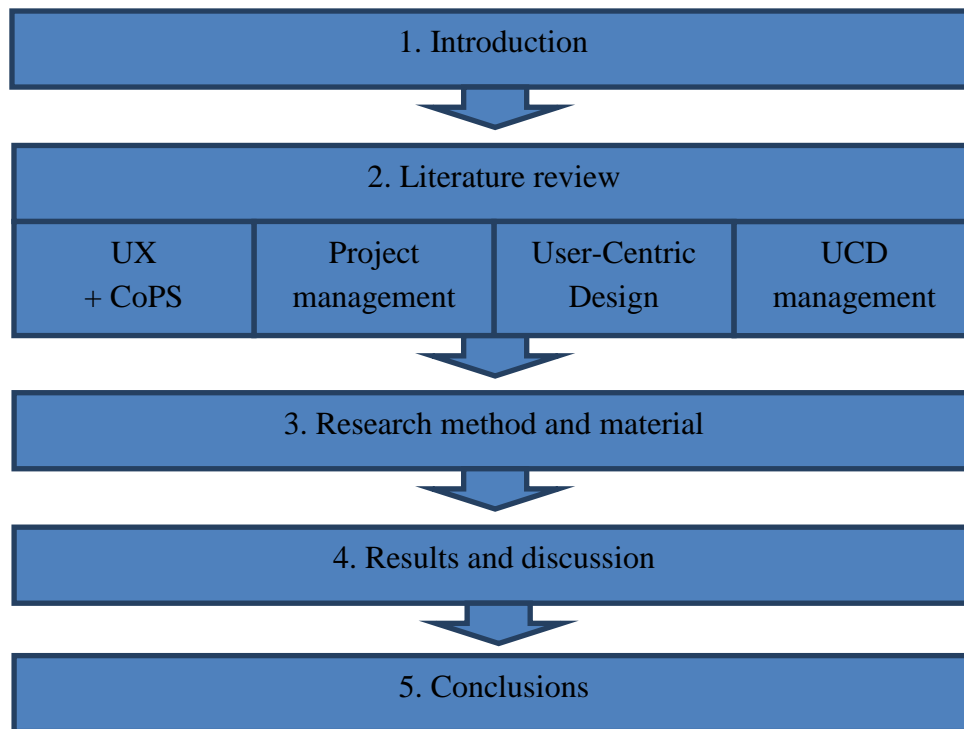 1. Introduction
2. Literature review
UX
+ CoPS
Project
management
User-Centric
Design
UCD
management
3. Research method and material
4. Results and discussion
5. Conclusions